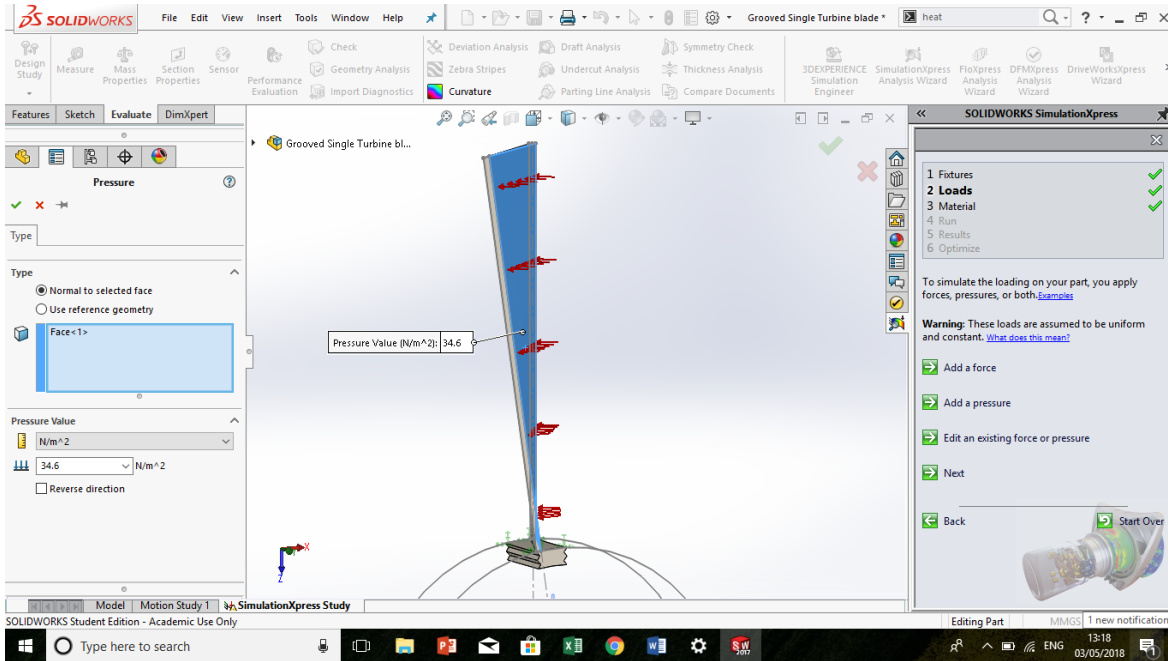 SOLIDWORKS File Edit View Insert Tools Window Help Grooved Single Turbine blade * heat ?
Design Study
Measure
Mass Properties
Section Properties
Sensor
Performance Evaluation
Check
Geometry Analysis
Import Diagnostics
Deviation Analysis
Zebra Stripes
Curvature
Draft Analysis
Undercut Analysis
Parting Line Analysis
Symmetry Check
Thickness Analysis
Compare Documents
3DEXPERIENCE Simulation Engineer
SimulationXpress Analysis Wizard
FloXpress Analysis Wizard
DFMXpress Analysis Wizard
DriveWorksXpress Wizard
Features Sketch Evaluate DimXpert
Pressure
Type
Type
Normal to selected face
Use reference geometry
Face<1>
Pressure Value
N/m^2
34.6 N/m^2
Reverse direction
Grooved Single Turbine bl...
Pressure Value (N/m^2): 34.6
X
Z
SOLIDWORKS SimulationXpress
1 Fixtures
2 Loads
3 Material
4 Run
5 Results
6 Optimize
To simulate the loading on your part, you apply
forces, pressures, or both.Examples
Warning: These loads are assumed to be uniform
and constant. What does this mean?
Add a force
Add a pressure
Edit an existing force or pressure
Next
Back
Start Over
Model Motion Study 1 SimulationXpress Study
SOLIDWORKS Student Edition - Academic Use Only
Editing Part MMGS 1 new notification
Type here to search
SW
2017
ENG
13:18
03/05/2018